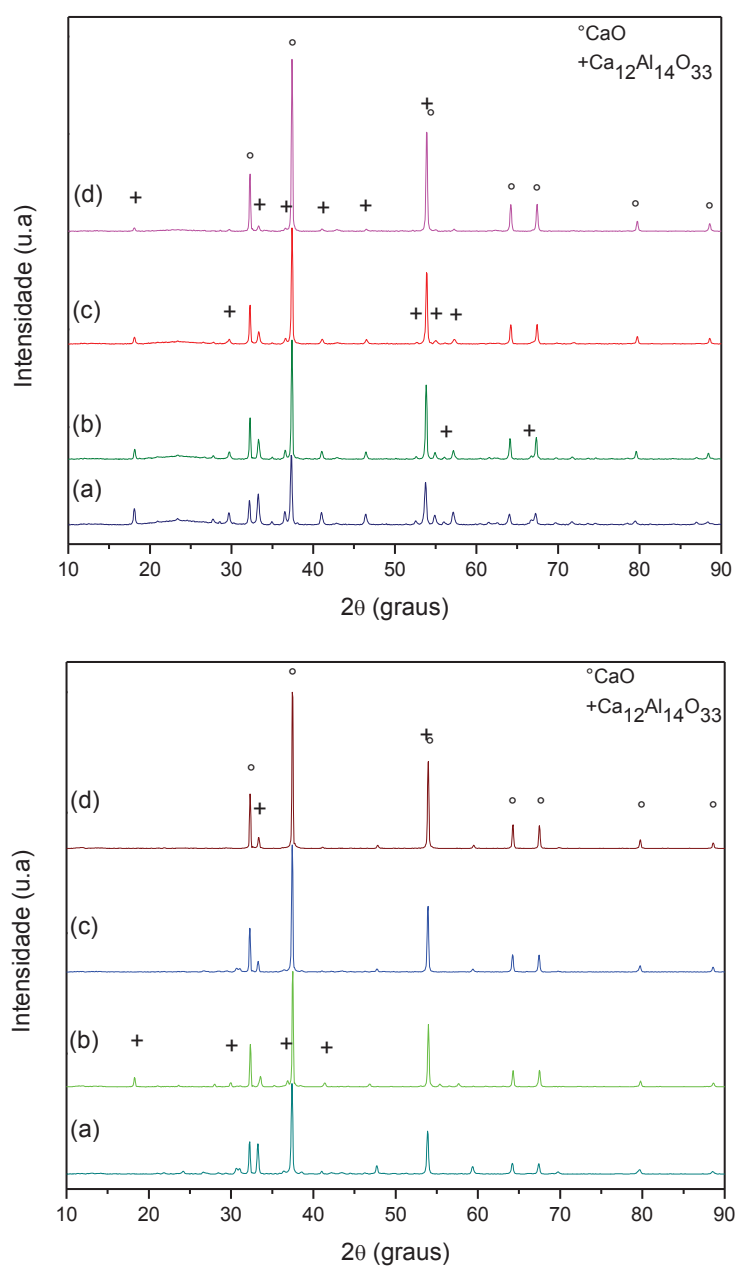 °CaO
+Ca12Al14O33
(d)
(c)
(b)
(a)
Intensidade (u.a)
10 20 30 40 50 60 70 80 90
2θ (graus)
°CaO
+Ca12Al14O33
(d)
(c)
(b)
(a)
Intensidade (u.a)
10 20 30 40 50 60 70 80 90
2θ (graus)